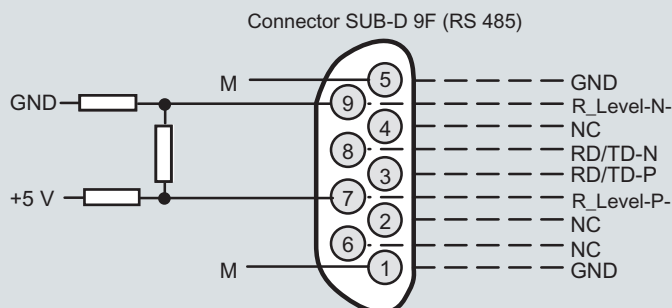 Connector SUB-D 9F (RS 485)
M
5
GND
GND
9
R_Level-N-
4
NC
8
RD/TD-N
3
RD/TD-P
+5 V
7
R_Level-P-
2
NC
6
NC
M
1
GND